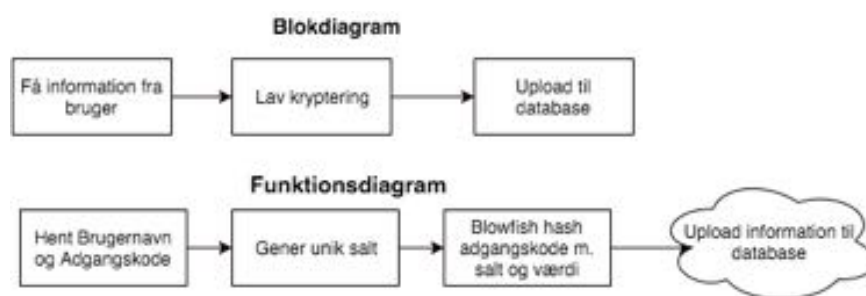 Blokdiagram
Få information fra
bruger
Lav kryptering
Upload til
database
Funktionsdiagram
Hent Brugernavn
og Adgangskode
Gener unik salt
Blowfish hash
adgangskode m.
salt og værdi
Upload information til
database